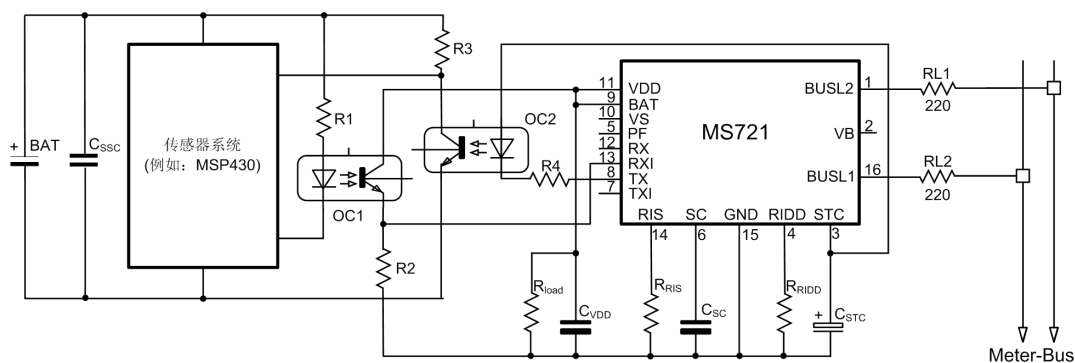 R3
OC2
R1
BAT
C_SSC
传感器系统
(例如：MSP430)
OC1
R4
R2
11 VDD
9 BAT
10 VS
5 PF
12 RX
13 RXI
8 TX
7 TXI
MS721
BUSL2 1
VB 2
BUSL1 16
RIS SC GND RIDD STC
14 6 15 4 3
RL1
220
RL2
220
R_load
C_VDD
R_RIS
C_SC
R_RIDD
+
C_STC
+
Meter-Bus